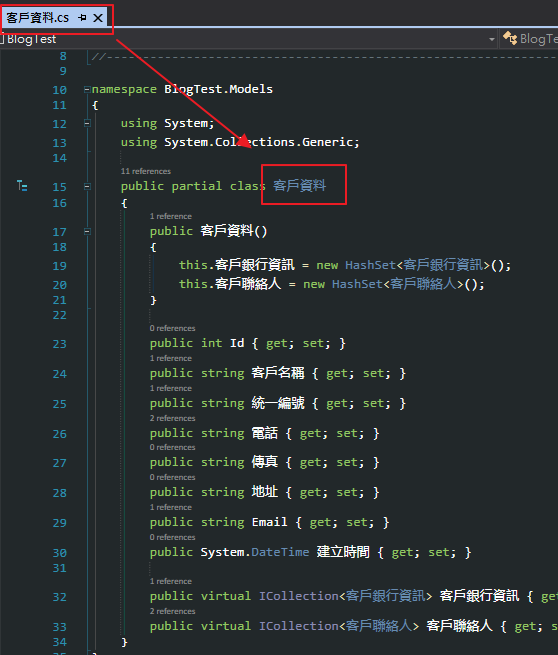 客戶資料.cs
BlogTest BlogTe
8 //-----------------------------------------------------------------------
9
10 namespace BlogTest.Models
11 {
12 using System;
13 using System.Collections.Generic;
14
11 references
15 public partial class 客戶資料
16 {
1 reference
17 public 客戶資料()
18 {
19 this.客戶銀行資訊 = new HashSet<客戶銀行資訊>();
20 this.客戶聯絡人 = new HashSet<客戶聯絡人>();
21 }
22
0 references
23 public int Id { get; set; }
1 reference
24 public string 客戶名稱 { get; set; }
1 reference
25 public string 統一編號 { get; set; }
2 references
26 public string 電話 { get; set; }
0 references
27 public string 傳真 { get; set; }
0 references
28 public string 地址 { get; set; }
1 reference
29 public string Email { get; set; }
0 references
30 public System.DateTime 建立時間 { get; set; }
31
1 reference
32 public virtual ICollection<客戶銀行資訊> 客戶銀行資訊 { get
2 references
33 public virtual ICollection<客戶聯絡人> 客戶聯絡人 { get; s
34 }